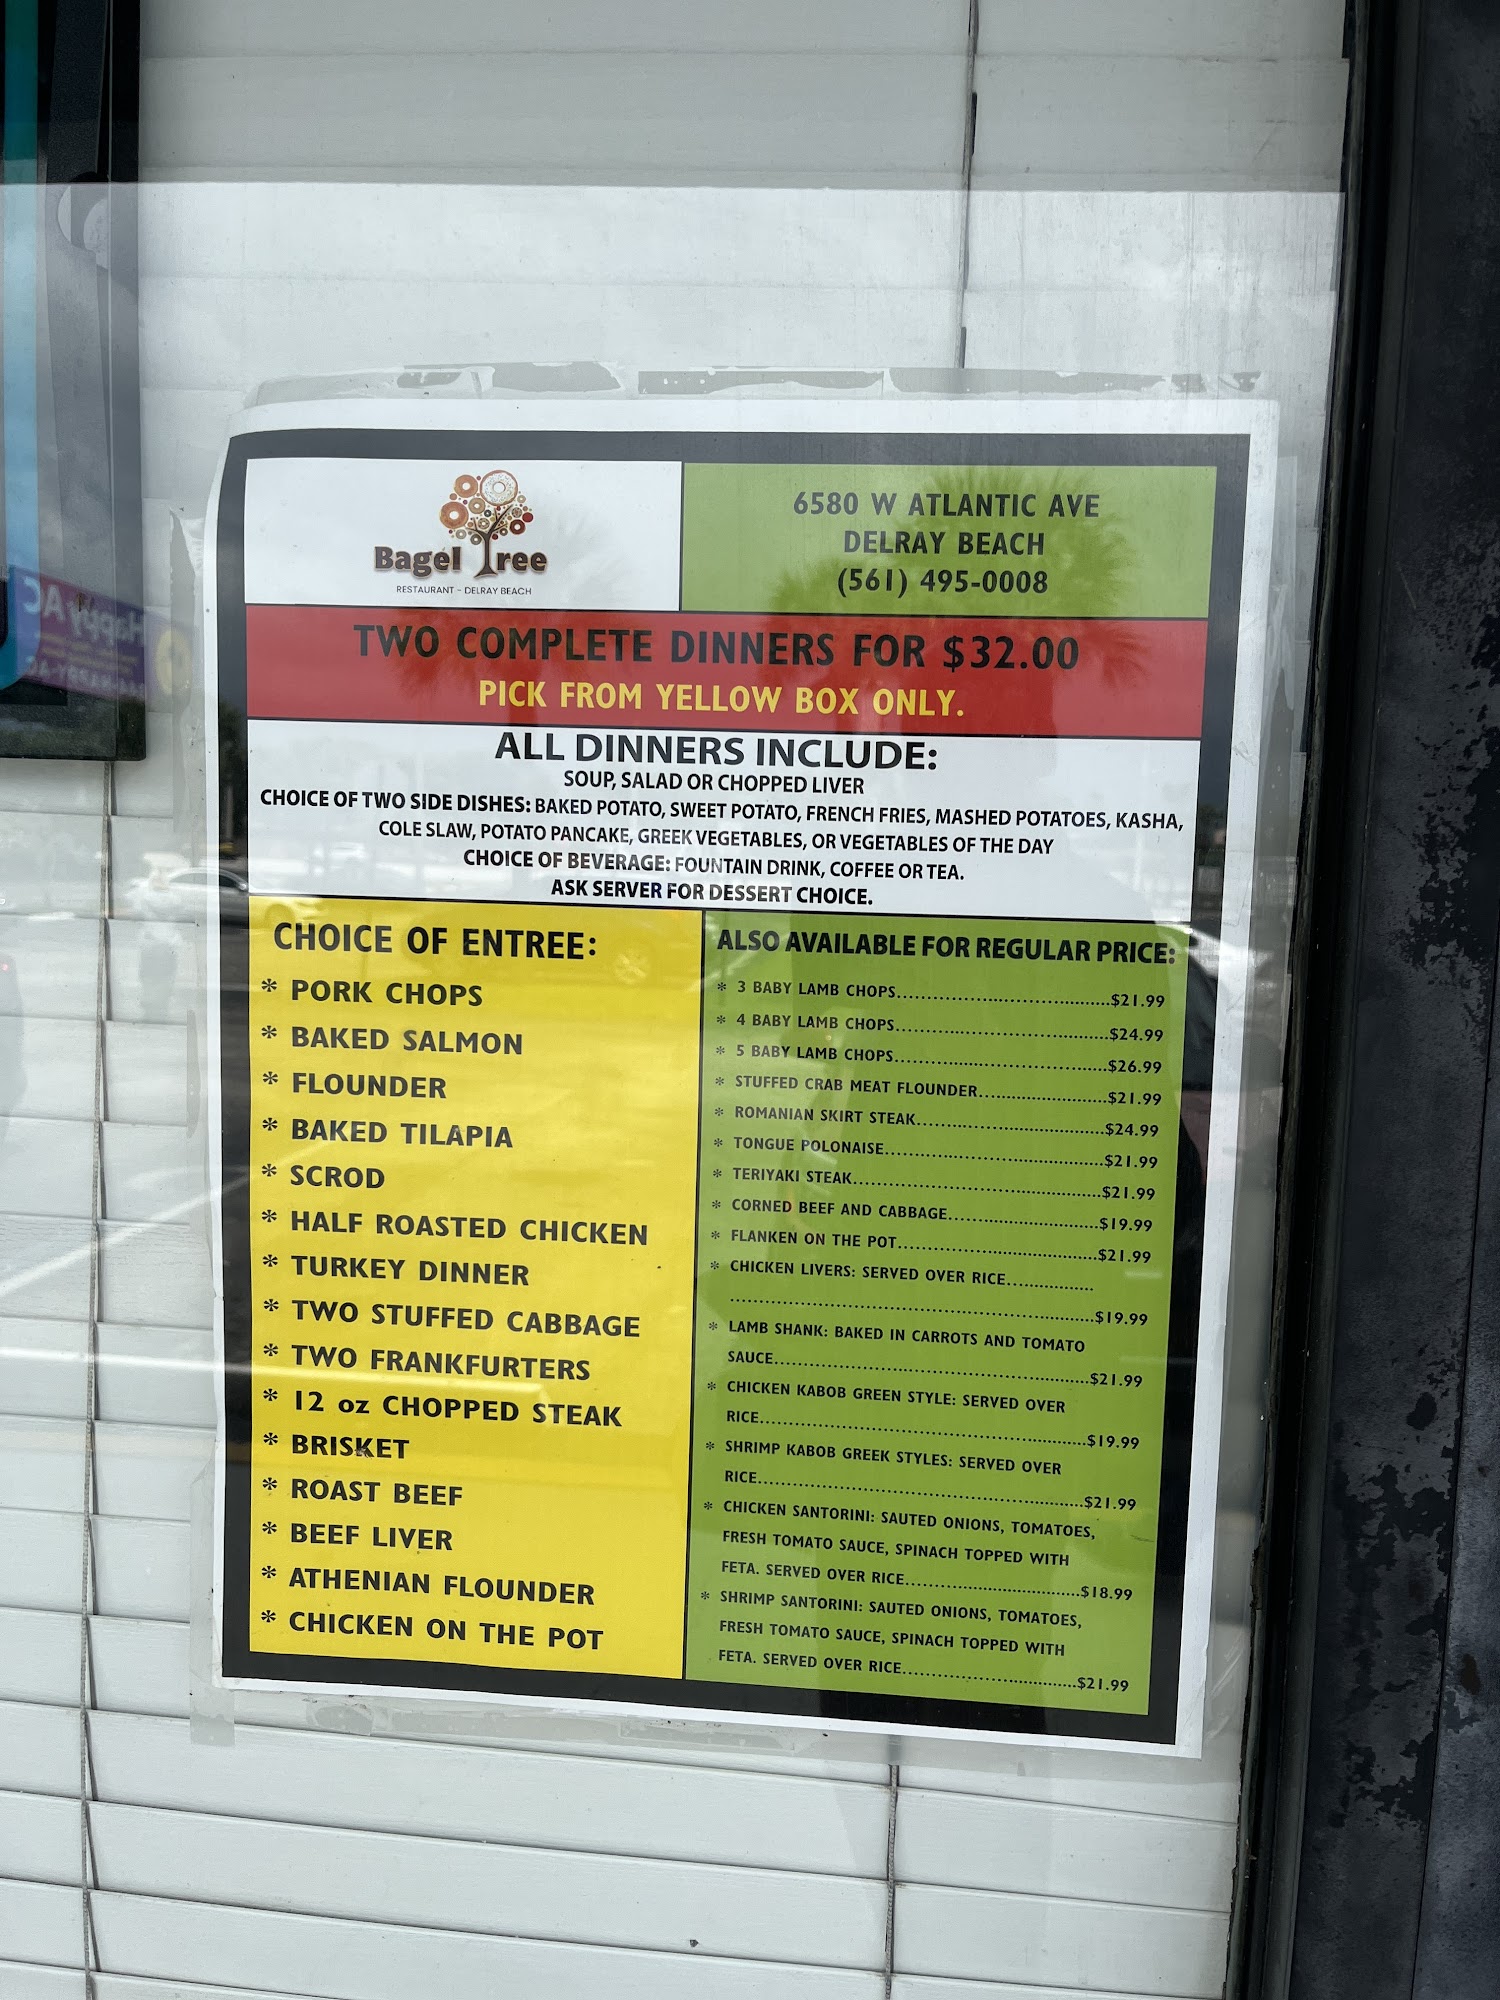 Bagel Tree
RESTAURANT - DELRAY BEACH
6580 W ATLANTIC AVE
DELRAY BEACH
(561) 495-0008
TWO COMPLETE DINNERS FOR $32.00
PICK FROM YELLOW BOX ONLY.
ALL DINNERS INCLUDE:
SOUP, SALAD OR CHOPPED LIVER
CHOICE OF TWO SIDE DISHES: BAKED POTATO, SWEET POTATO, FRENCH FRIES, MASHED POTATOES, KASHA,
COLE SLAW, POTATO PANCAKE, GREEK VEGETABLES, OR VEGETABLES OF THE DAY
CHOICE OF BEVERAGE: FOUNTAIN DRINK, COFFEE OR TEA.
ASK SERVER FOR DESSERT CHOICE.
CHOICE OF ENTREE:
* PORK CHOPS
* BAKED SALMON
* FLOUNDER
* BAKED TILAPIA
* SCROD
* HALF ROASTED CHICKEN
* TURKEY DINNER
* TWO STUFFED CABBAGE
* TWO FRANKFURTERS
* 12 oz CHOPPED STEAK
* BRISKET
* ROAST BEEF
* BEEF LIVER
* ATHENIAN FLOUNDER
* CHICKEN ON THE POT
ALSO AVAILABLE FOR REGULAR PRICE:
* 3 BABY LAMB CHOPS........................................$21.99
* 4 BABY LAMB CHOPS........................................$24.99
* 5 BABY LAMB CHOPS........................................$26.99
* STUFFED CRAB MEAT FLOUNDER........................$21.99
* ROMANIAN SKIRT STEAK...................................$24.99
* TONGUE POLONAISE........................................$21.99
* TERIYAKI STEAK.............................................$21.99
* CORNED BEEF AND CABBAGE............................$19.99
* FLANKEN ON THE POT.....................................$21.99
* CHICKEN LIVERS: SERVED OVER RICE................
....................................................................$19.99
* LAMB SHANK: BAKED IN CARROTS AND TOMATO
SAUCE...........................................................$21.99
* CHICKEN KABOB GREEN STYLE: SERVED OVER
RICE.............................................................$19.99
* SHRIMP KABOB GREEK STYLES: SERVED OVER
RICE.............................................................$21.99
* CHICKEN SANTORINI: SAUTED ONIONS, TOMATOES,
FRESH TOMATO SAUCE, SPINACH TOPPED WITH
FETA. SERVED OVER RICE.................................$18.99
* SHRIMP SANTORINI: SAUTED ONIONS, TOMATOES,
FRESH TOMATO SAUCE, SPINACH TOPPED WITH
FETA. SERVED OVER RICE.................................$21.99